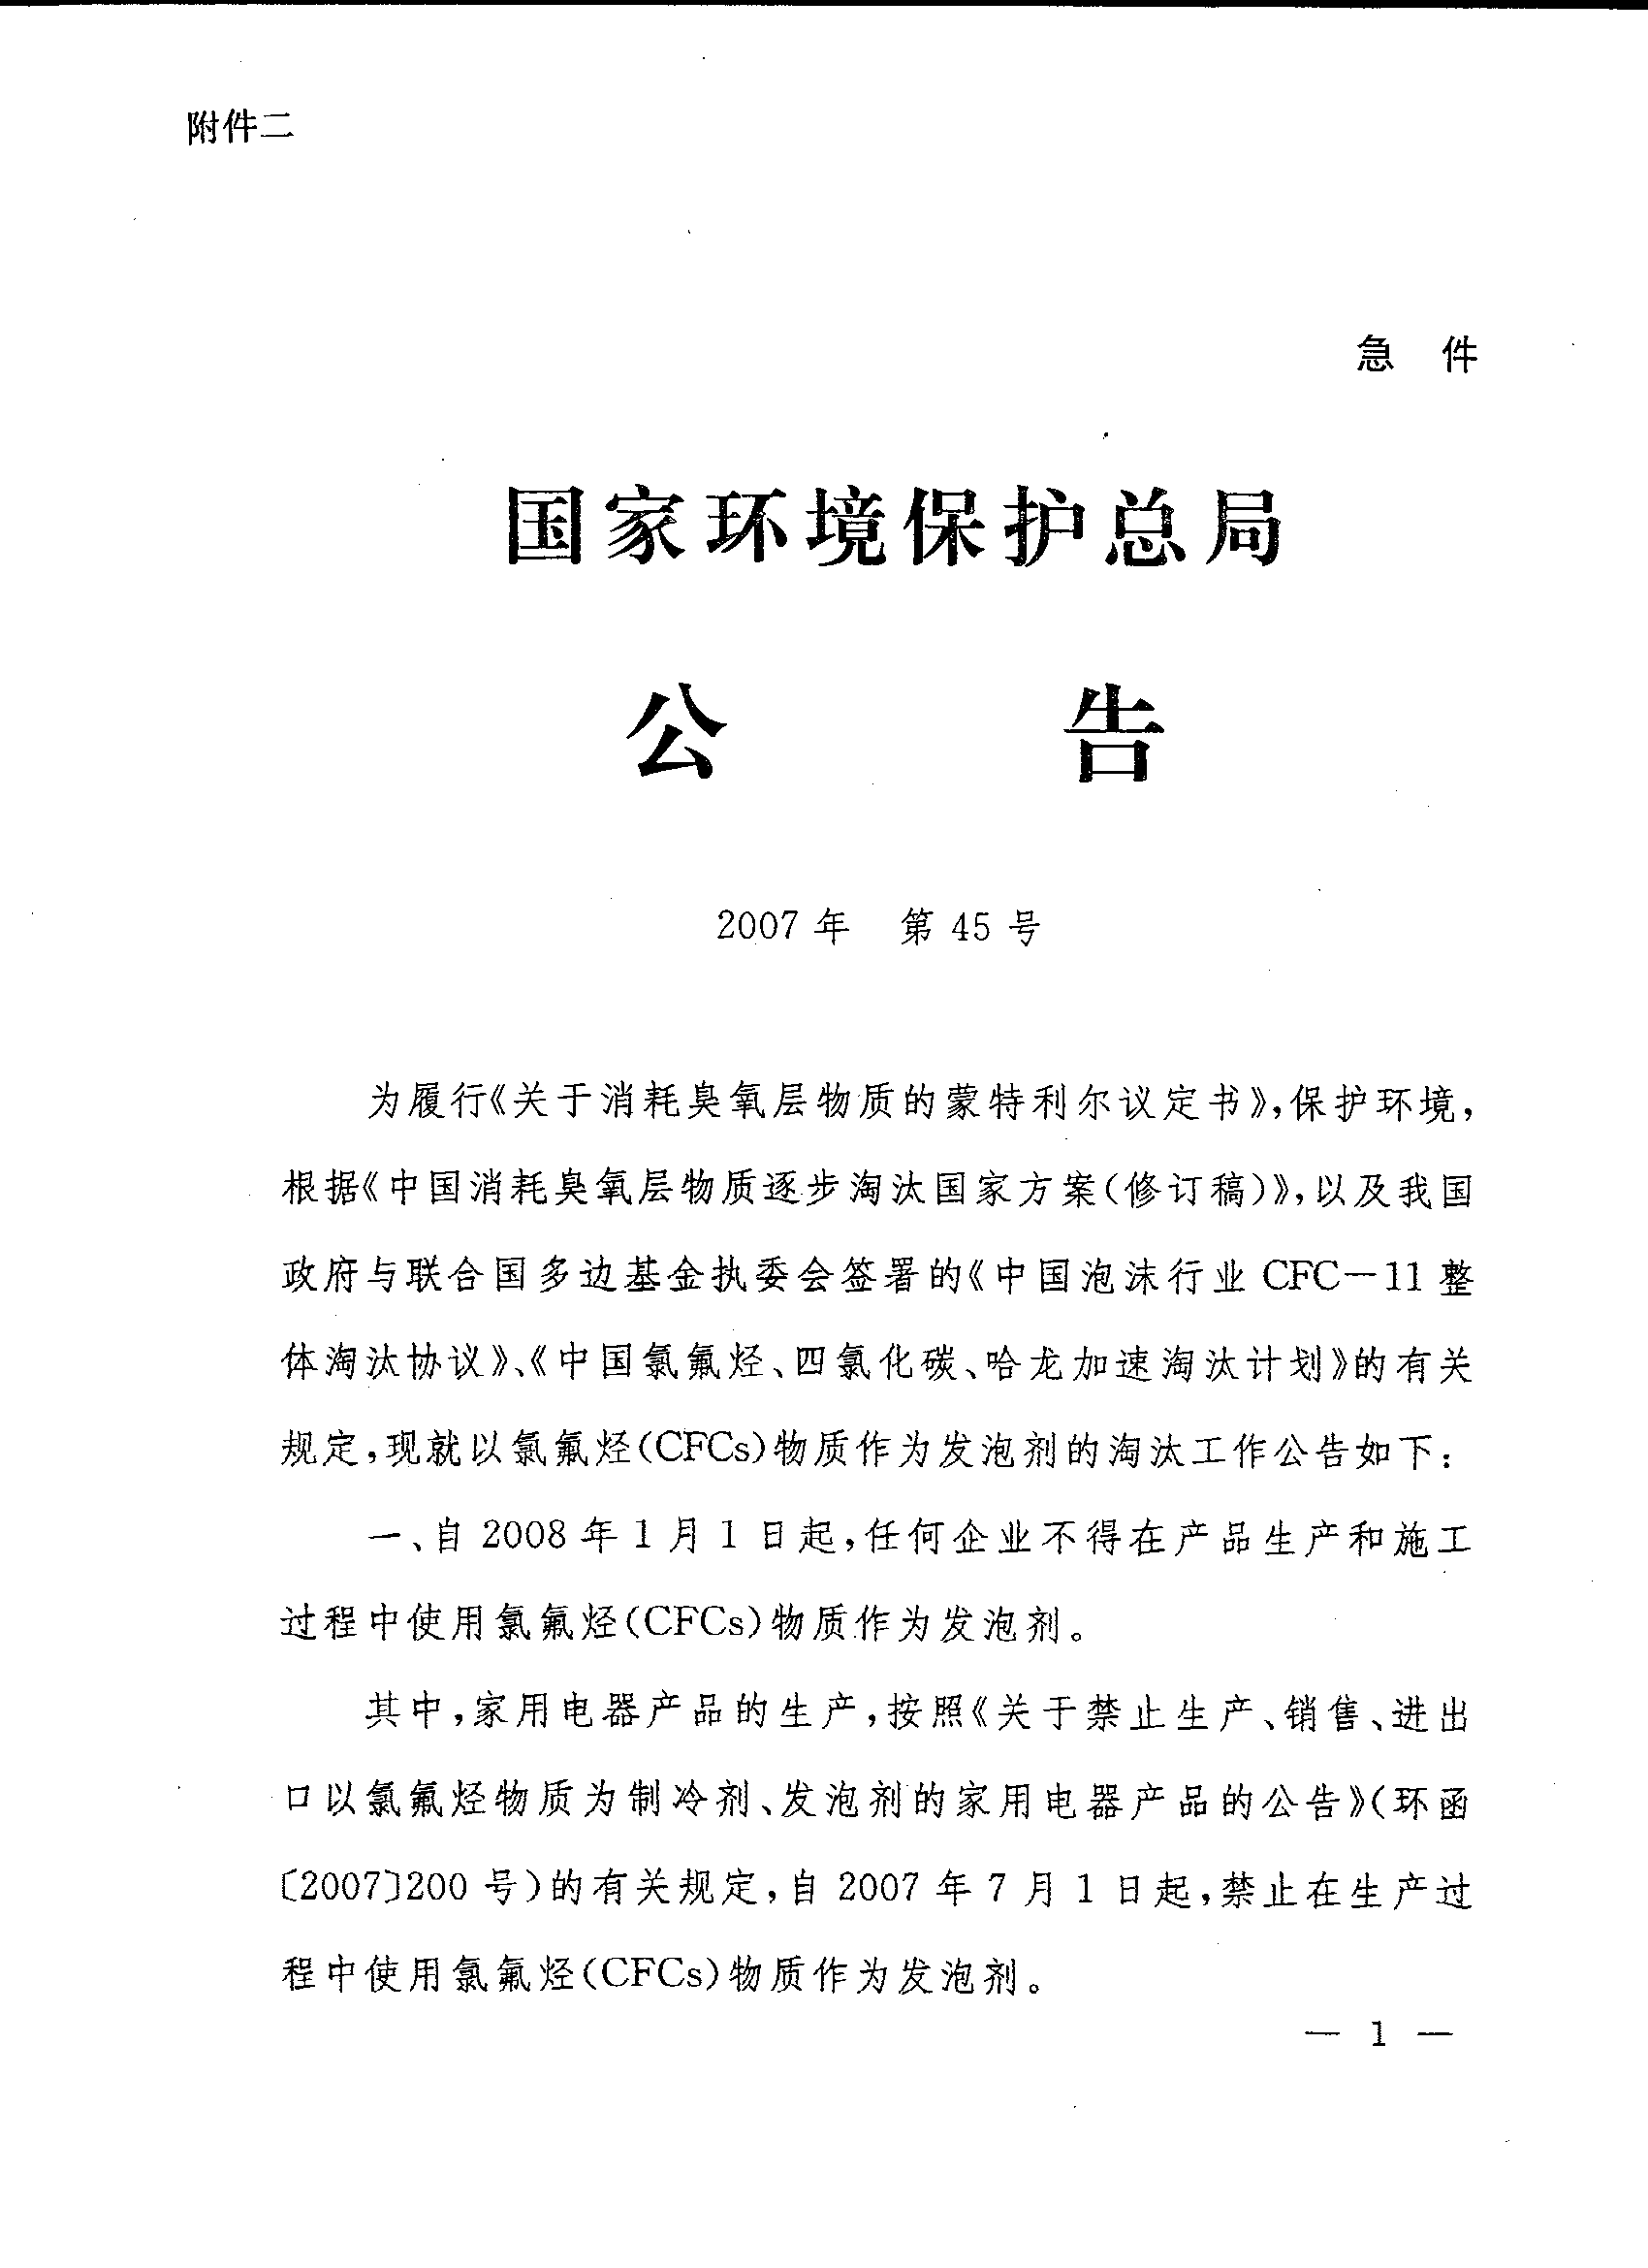 附件二
急 件
国家环境保护总局
公 告
2007年 第45号
为履行《关于消耗臭氧层物质的蒙特利尔议定书》,保护环境,
根据《中国消耗臭氧层物质逐步淘汰国家方案(修订稿)》,以及我国
政府与联合国多边基金执委会签署的《中国泡沫行业CFC-11整
体淘汰协议》、《中国氯氟烃、四氯化碳、哈龙加速淘汰计划》的有关
规定,现就以氯氟烃(CFCs)物质作为发泡剂的淘汰工作公告如下:
一、自2008年1月1日起,任何企业不得在产品生产和施工
过程中使用氯氟烃(CFCs)物质作为发泡剂。
其中,家用电器产品的生产,按照《关于禁止生产、销售、进出
口以氯氟烃物质为制冷剂、发泡剂的家用电器产品的公告》(环函
〔2007〕200号)的有关规定,自2007年7月1日起,禁止在生产过
程中使用氯氟烃(CFCs)物质作为发泡剂。
— 1 —